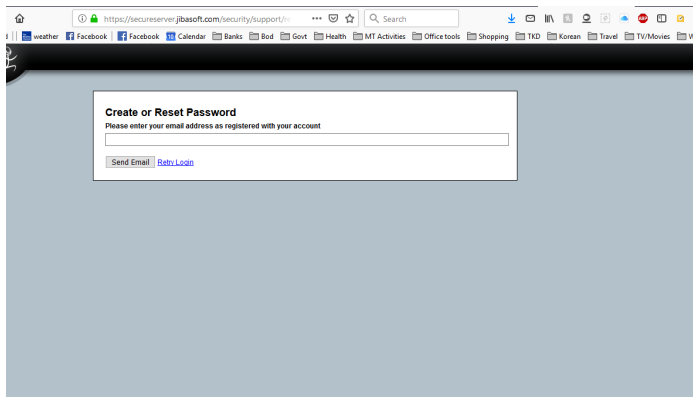 https://secureserver.jibasoft.com/security/support/
Search
weather Facebook Facebook Calendar Banks Bod Govt Health MT Activities Office tools Shopping TKD Korean Travel TV/Movies
Create or Reset Password
Please enter your email address as registered with your account
Send Email Retry Login